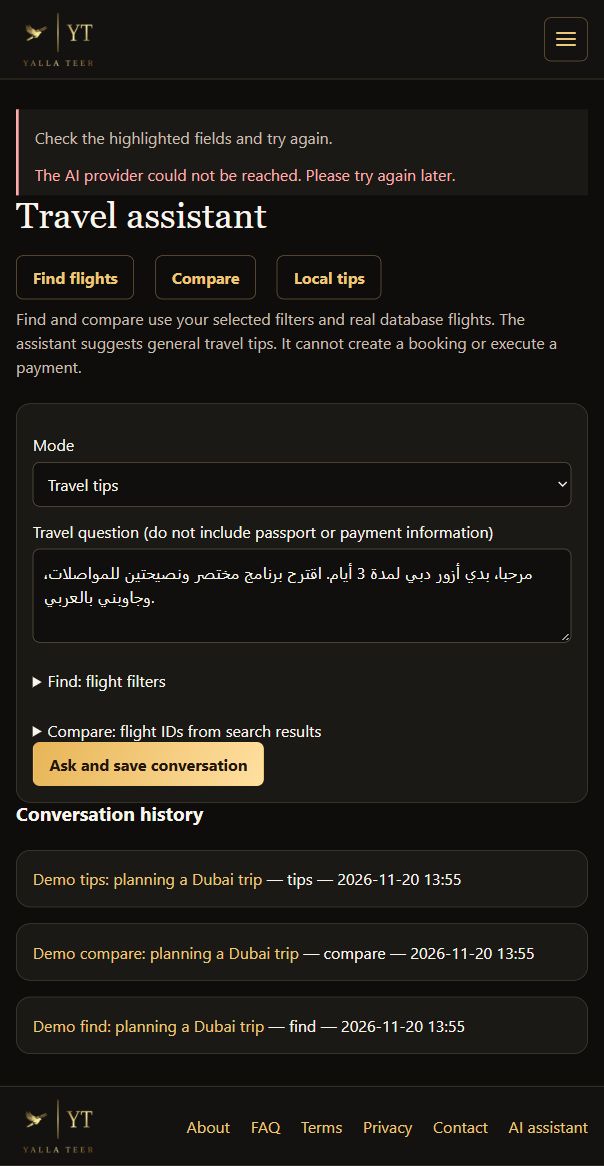 YT
YALLA TEER
Check the highlighted fields and try again.
The AI provider could not be reached. Please try again later.
Travel assistant
Find flights
Compare
Local tips
Find and compare use your selected filters and real database flights. The
assistant suggests general travel tips. It cannot create a booking or execute a
payment.
Mode
Travel tips
Travel question (do not include passport or payment information)
مرحبا، بدي أزور دبي لمدة 3 أيام. اقترح برنامج مختصر ونصيحتين للمواصلات،
وجاوبني بالعربي.
Find: flight filters
Compare: flight IDs from search results
Ask and save conversation
Conversation history
Demo tips: planning a Dubai trip — tips — 2026-11-20 13:55
Demo compare: planning a Dubai trip — compare — 2026-11-20 13:55
Demo find: planning a Dubai trip — find — 2026-11-20 13:55
YT
YALLA TEER
About
FAQ
Terms
Privacy
Contact
AI assistant